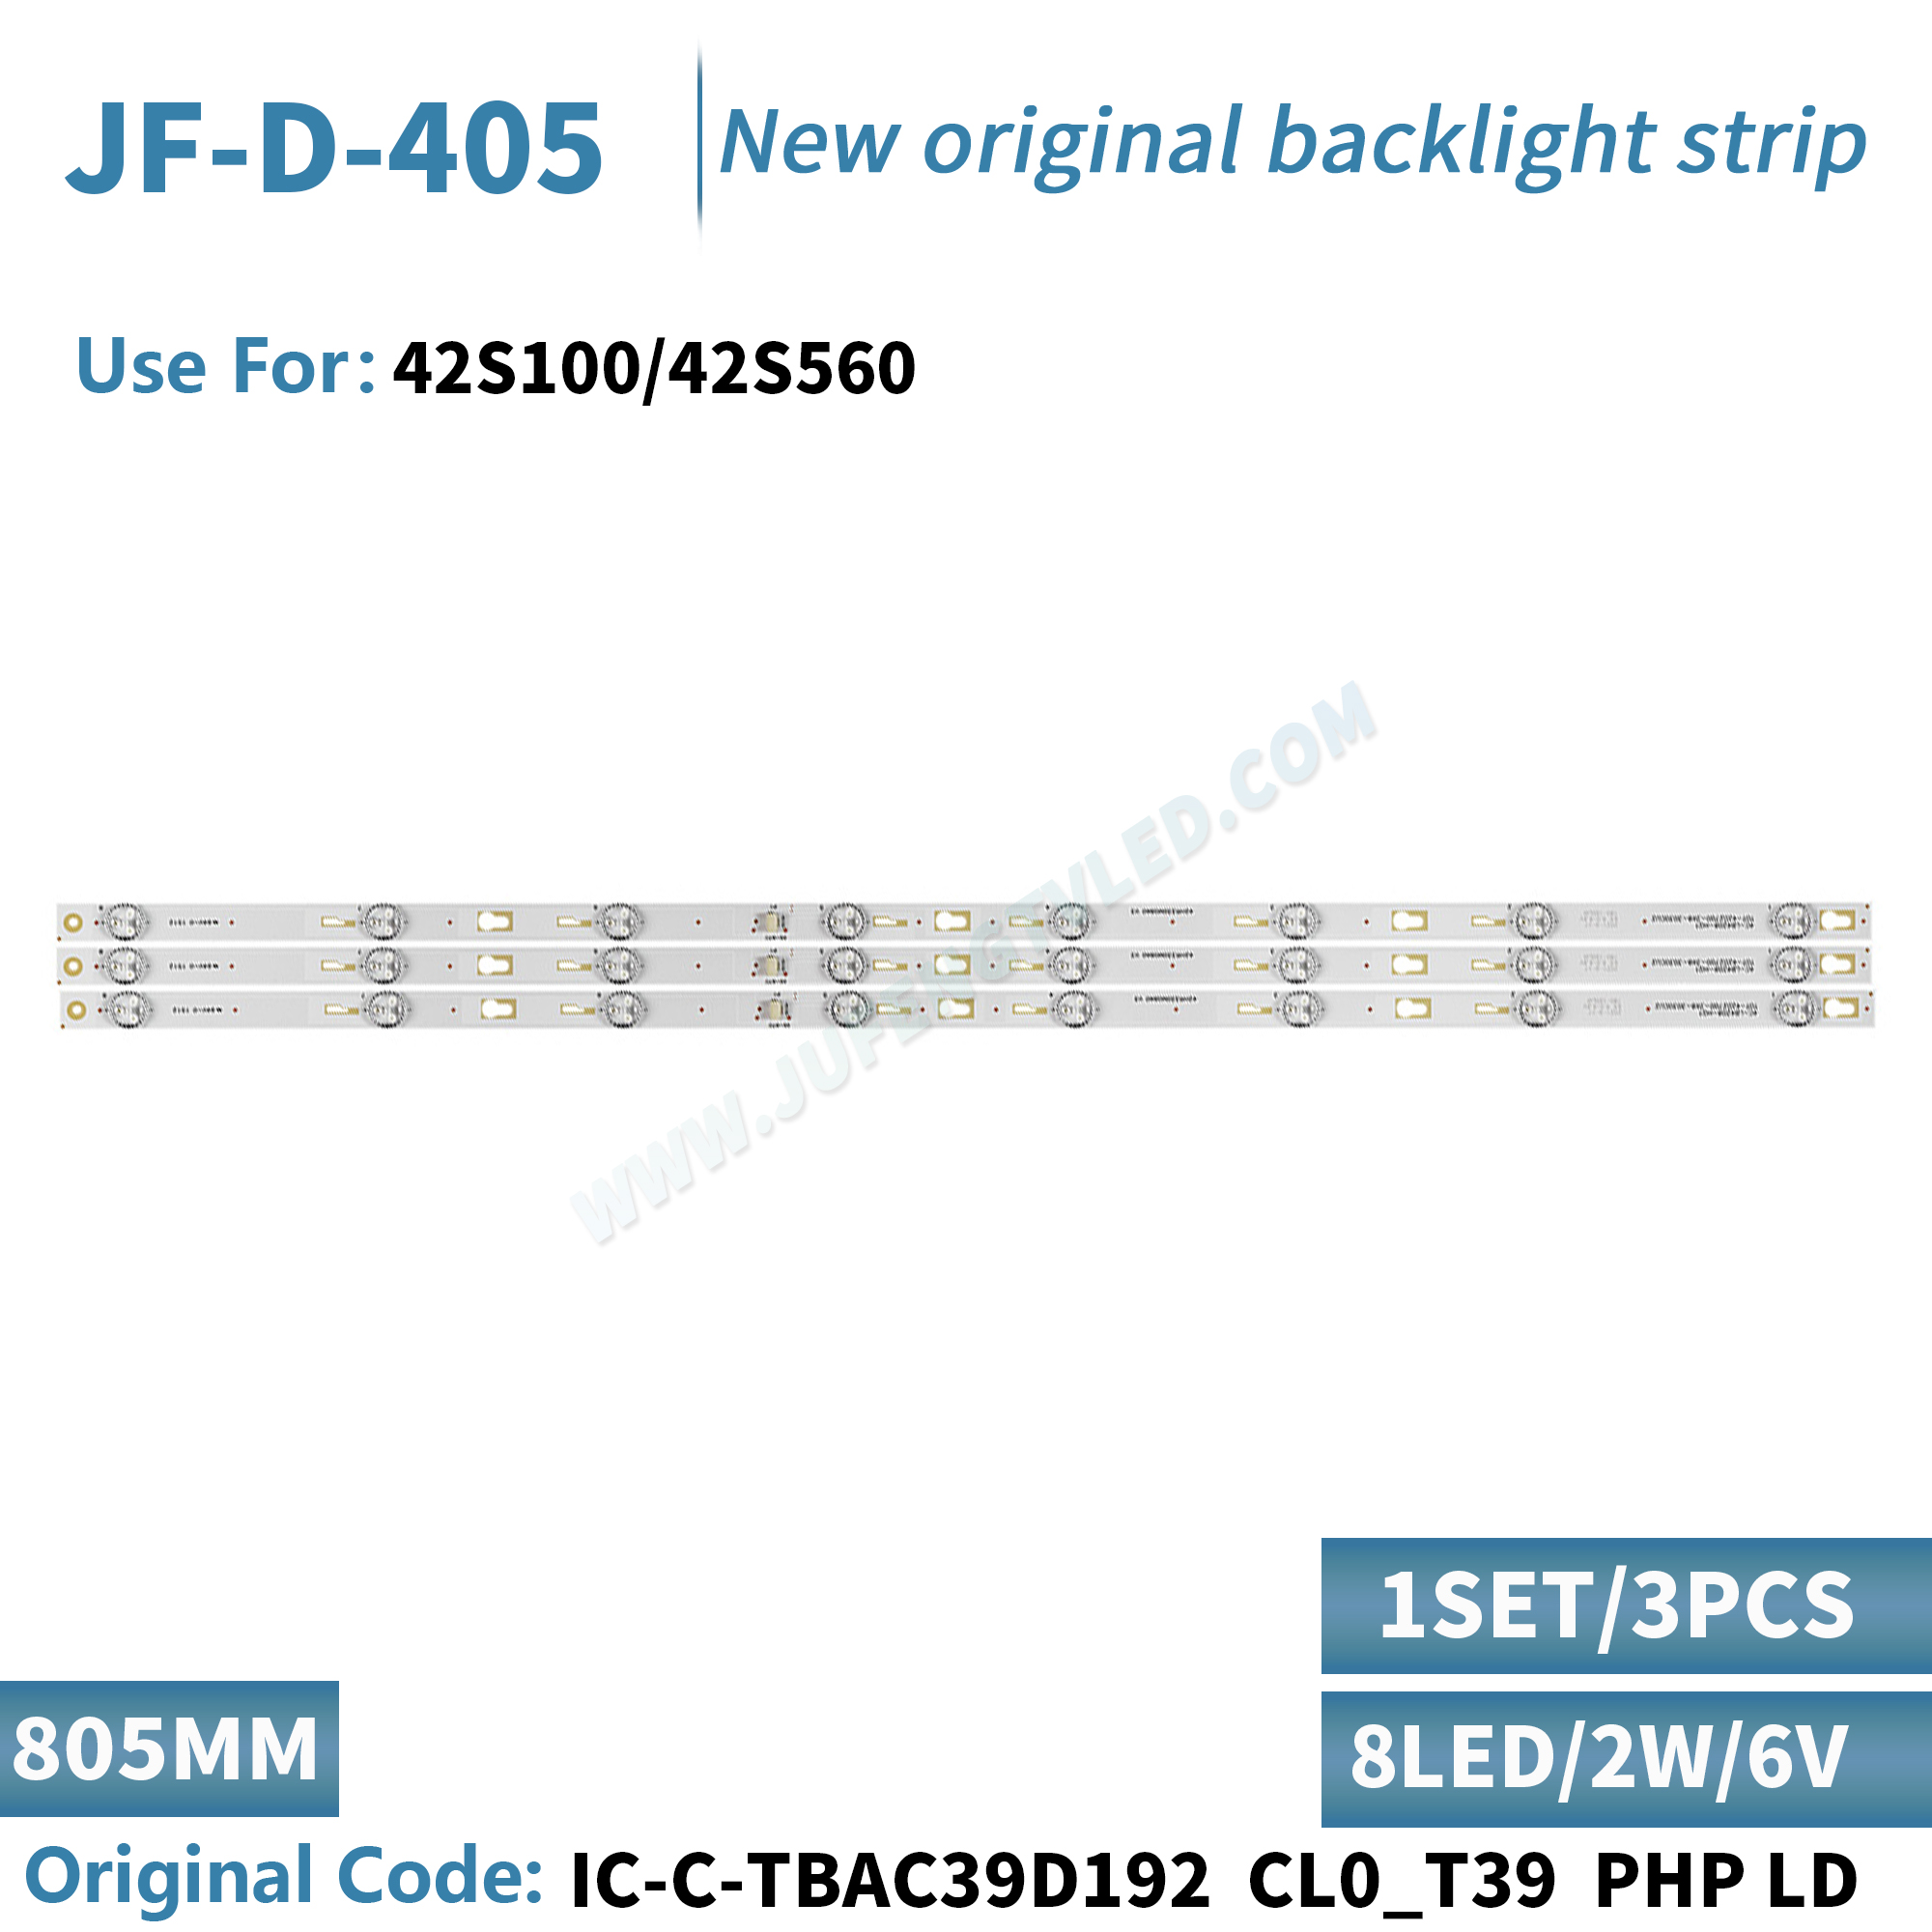 JF-D-405
New original backlight strip
Use For: 42S100/42S560
WWW.JUFENGTVLED.COM
1SET/3PCS
805MM
8LED/2W/6V
Original Code: IC-C-TBAC39D192 CL0_T39 PHP LD